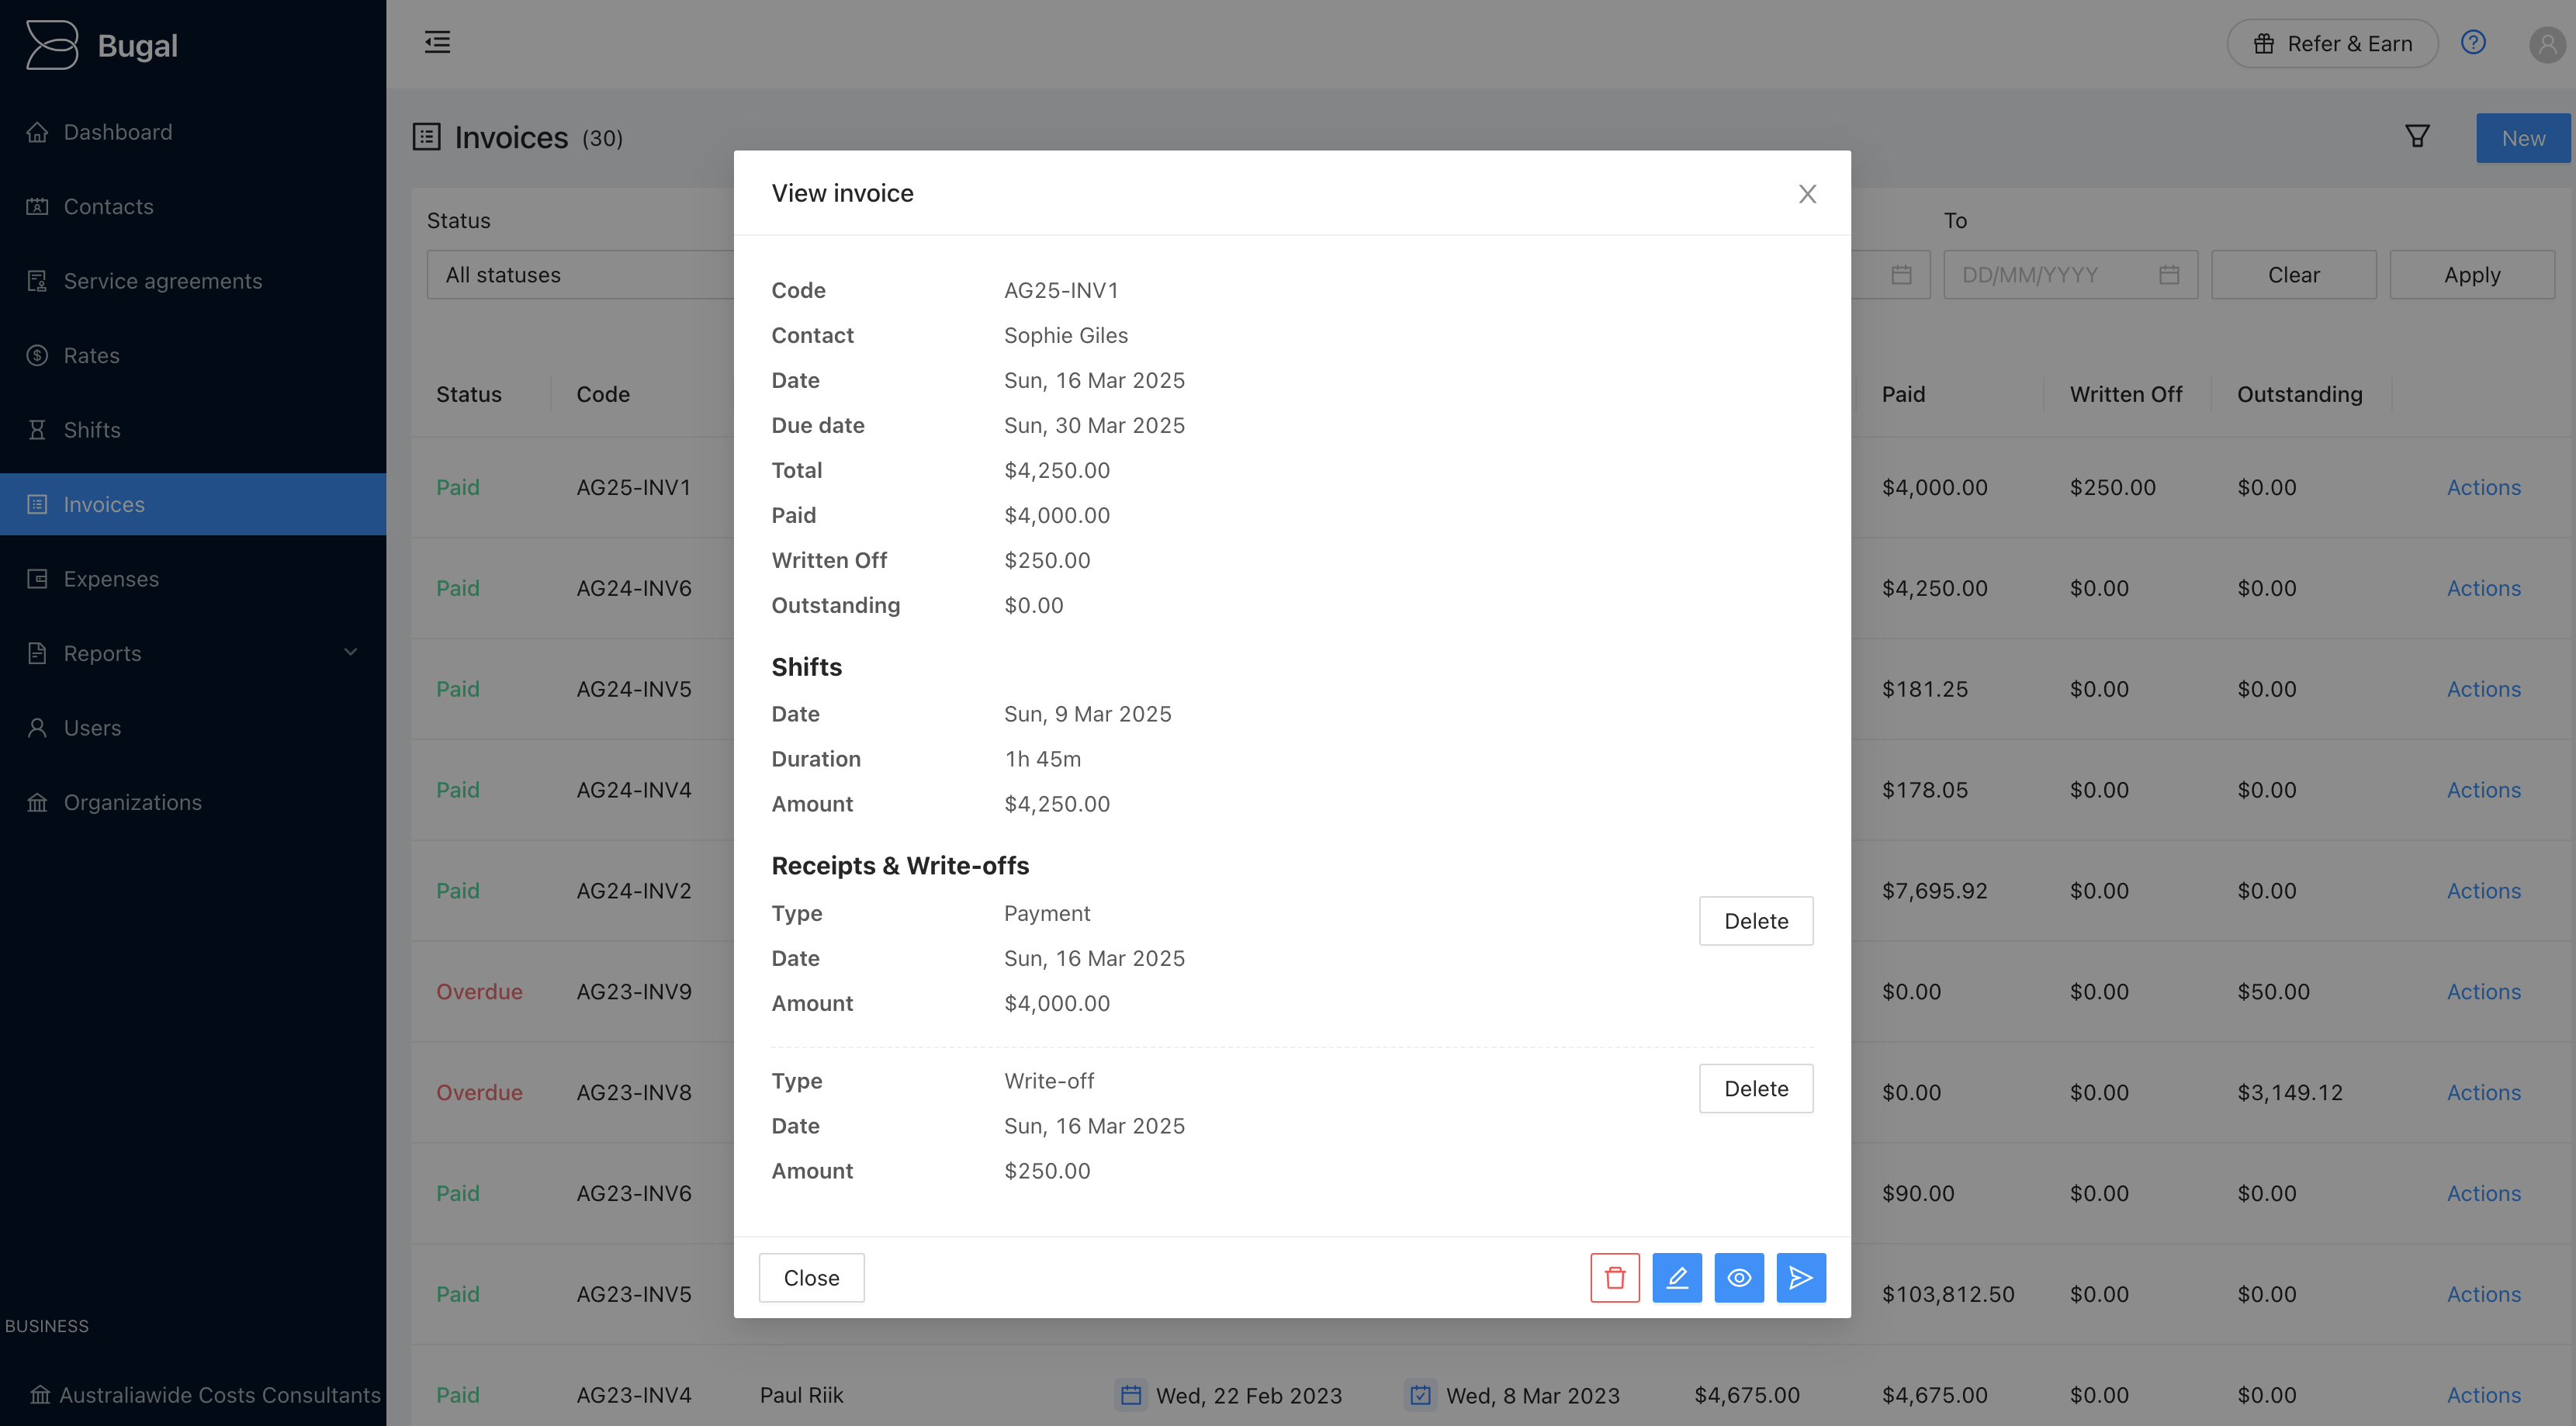 Bugal
Refer & Earn
Dashboard
Contacts
Service agreements
Rates
Shifts
Invoices
Expenses
Reports
Users
Organizations
BUSINESS
Australiawide Costs Consultants
Invoices (30)
New
Status
To
All statuses
DD/MM/YYYY
Clear
Apply
Status Code Paid Written Off Outstanding
Paid AG25-INV1 $4,000.00 $250.00 $0.00 Actions
Paid AG24-INV6 $4,250.00 $0.00 $0.00 Actions
Paid AG24-INV5 $181.25 $0.00 $0.00 Actions
Paid AG24-INV4 $178.05 $0.00 $0.00 Actions
Paid AG24-INV2 $7,695.92 $0.00 $0.00 Actions
Overdue AG23-INV9 $0.00 $0.00 $50.00 Actions
Overdue AG23-INV8 $0.00 $0.00 $3,149.12 Actions
Paid AG23-INV6 $90.00 $0.00 $0.00 Actions
Paid AG23-INV5 $103,812.50 $0.00 $0.00 Actions
Paid AG23-INV4 Paul Riik Wed, 22 Feb 2023 Wed, 8 Mar 2023 $4,675.00 $4,675.00 $0.00 $0.00 Actions
View invoice
Code AG25-INV1
Contact Sophie Giles
Date Sun, 16 Mar 2025
Due date Sun, 30 Mar 2025
Total $4,250.00
Paid $4,000.00
Written Off $250.00
Outstanding $0.00
Shifts
Date Sun, 9 Mar 2025
Duration 1h 45m
Amount $4,250.00
Receipts & Write-offs
Type Payment
Delete
Date Sun, 16 Mar 2025
Amount $4,000.00
Type Write-off
Delete
Date Sun, 16 Mar 2025
Amount $250.00
Close